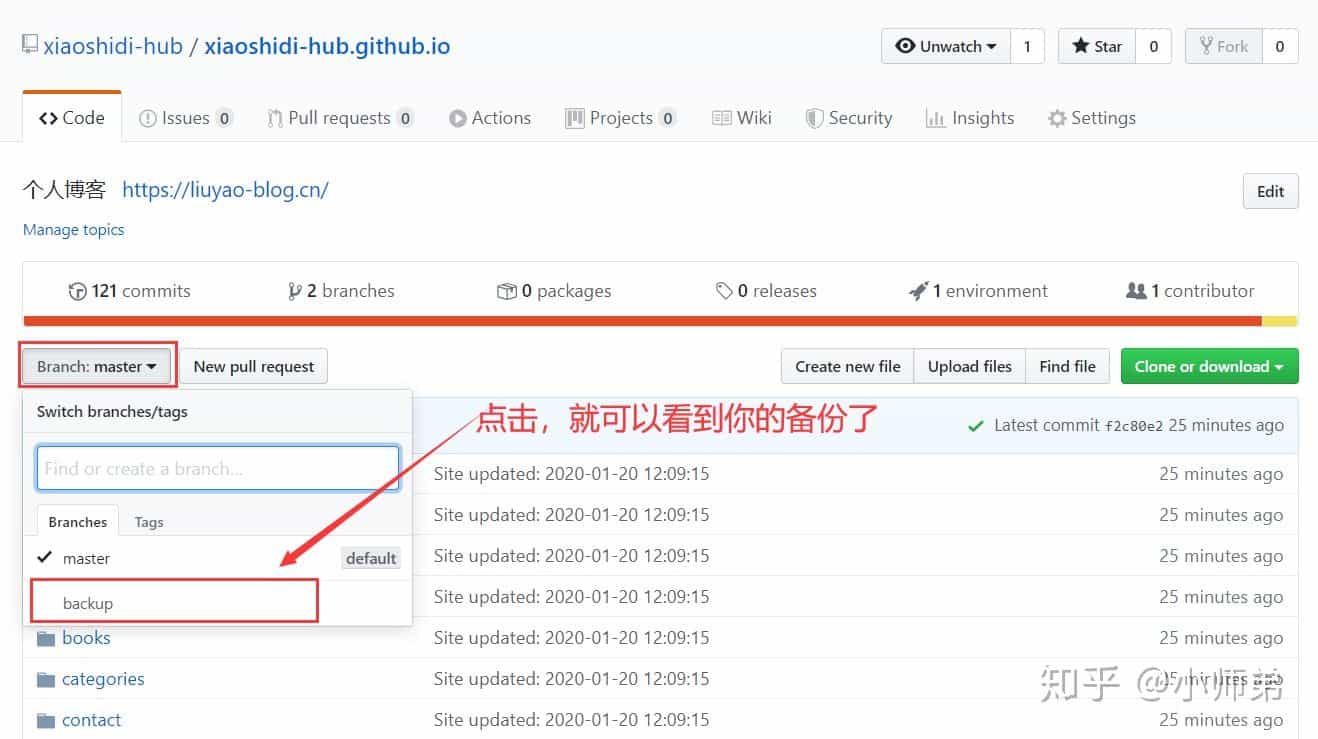 xiaoshidi-hub / xiaoshidi-hub.github.io
Unwatch 1 Star 0 Fork 0
Code Issues 0 Pull requests 0 Actions Projects 0 Wiki Security Insights Settings
个人博客 https://liuyao-blog.cn/ Edit
Manage topics
121 commits 2 branches 0 packages 0 releases 1 environment 1 contributor
Branch: master New pull request Create new file Upload files Find file Clone or download
Switch branches/tags
点击，就可以看到你的备份了
Latest commit f2c80e2 25 minutes ago
Find or create a branch...
Site updated: 2020-01-20 12:09:15 25 minutes ago
Site updated: 2020-01-20 12:09:15 25 minutes ago
Branches Tags
master default Site updated: 2020-01-20 12:09:15 25 minutes ago
backup Site updated: 2020-01-20 12:09:15 25 minutes ago
books Site updated: 2020-01-20 12:09:15 25 minutes ago
categories Site updated: 2020-01-20 12:09:15 25 minutes ago
知乎 @小师弟
contact Site updated: 2020-01-20 12:09:15 25 minutes ago